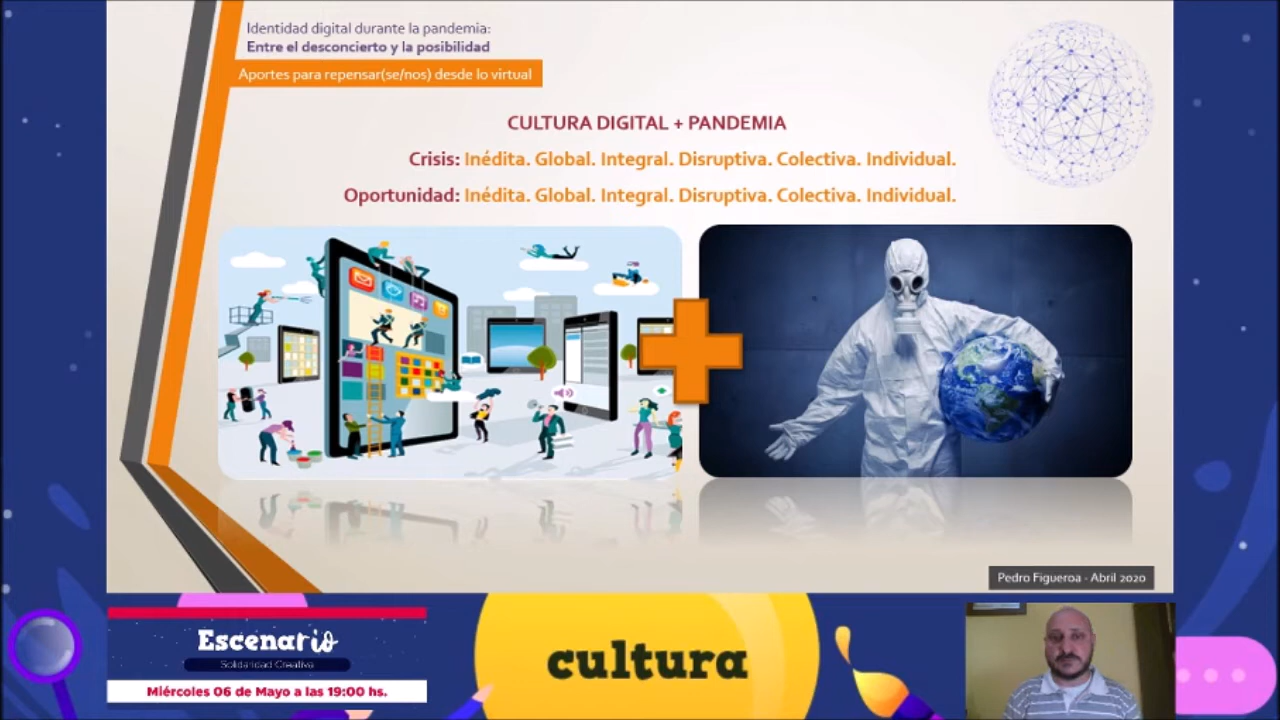 Identidad digital durante la pandemia:
Entre el desconcierto y la posibilidad
Aportes para repensar(se/nos) desde lo virtual
CULTURA DIGITAL + PANDEMIA
Crisis: Inédita. Global. Integral. Disruptiva. Colectiva. Individual.
Oportunidad: Inédita. Global. Integral. Disruptiva. Colectiva. Individual.
Pedro Figueroa - Abril 2020
Escenario
Solidaridad Creativa
Miércoles 06 de Mayo a las 19:00 hs.
cultura